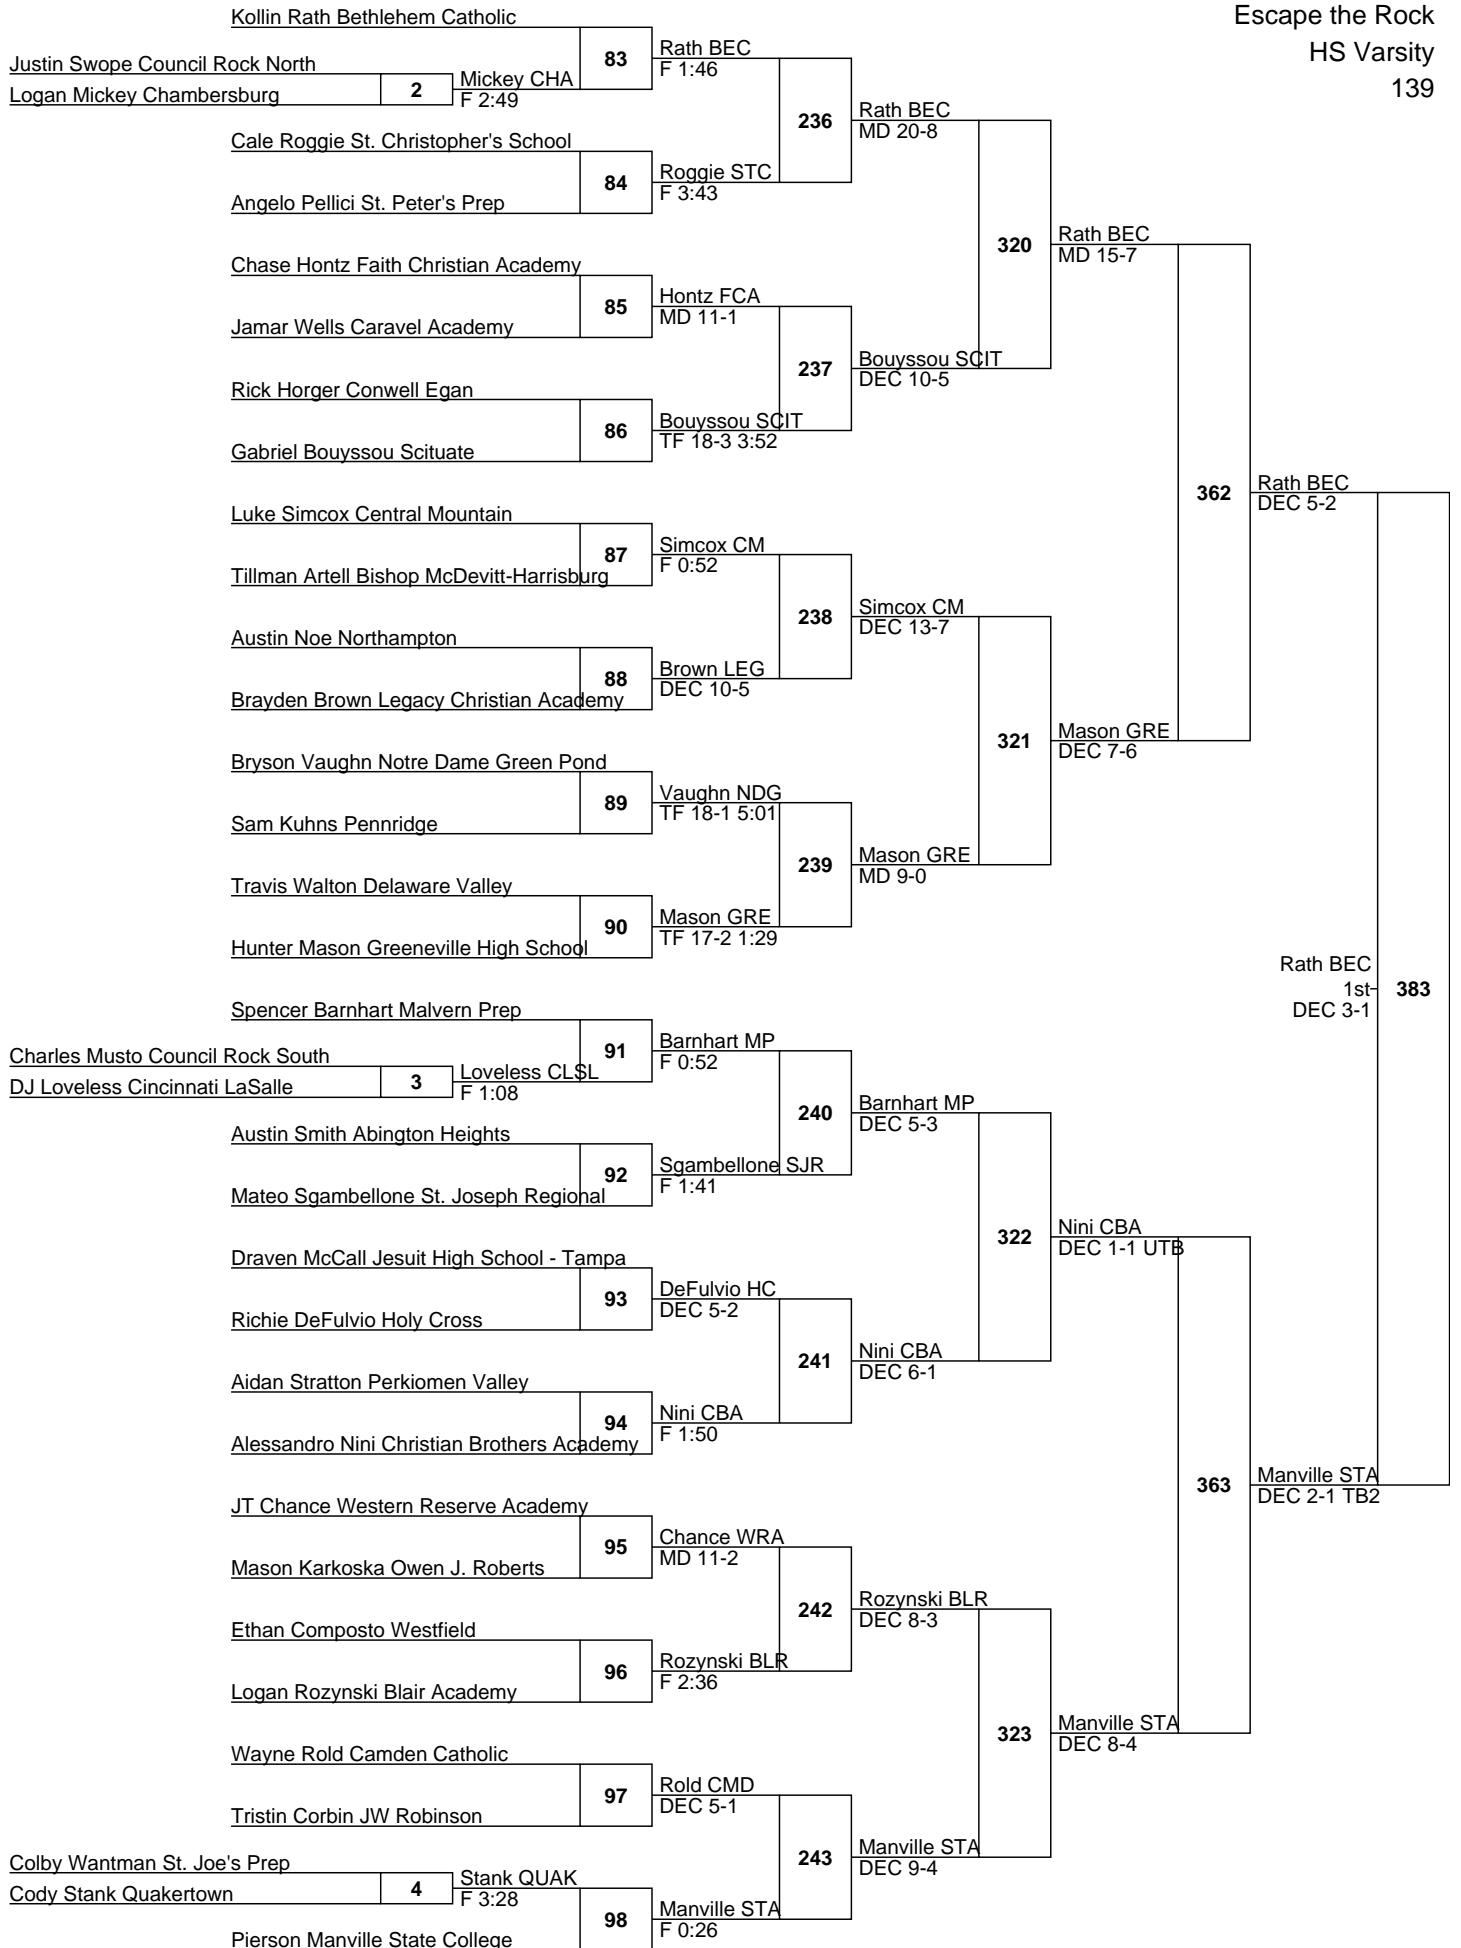 Escape the Rock
HS Varsity
139
Kollin Rath Bethlehem Catholic
83
Rath BEC
F 1:46
Justin Swope Council Rock North
Logan Mickey Chambersburg
2
Mickey CHA
F 2:49
236
Rath BEC
MD 20-8
Cale Roggie St. Christopher's School
84
Roggie STC
F 3:43
Angelo Pellici St. Peter's Prep
320
Rath BEC
MD 15-7
Chase Hontz Faith Christian Academy
85
Hontz FCA
MD 11-1
Jamar Wells Caravel Academy
237
Bouyssou SCIT
DEC 10-5
Rick Horger Conwell Egan
86
Bouyssou SCIT
TF 18-3 3:52
Gabriel Bouyssou Scituate
362
Rath BEC
DEC 5-2
Luke Simcox Central Mountain
87
Simcox CM
F 0:52
Tillman Artell Bishop McDevitt-Harrisburg
238
Simcox CM
DEC 13-7
Austin Noe Northampton
88
Brown LEG
DEC 10-5
Brayden Brown Legacy Christian Academy
321
Mason GRE
DEC 7-6
Bryson Vaughn Notre Dame Green Pond
89
Vaughn NDG
TF 18-1 5:01
Sam Kuhns Pennridge
239
Mason GRE
MD 9-0
Travis Walton Delaware Valley
90
Mason GRE
TF 17-2 1:29
Hunter Mason Greeneville High School
Rath BEC
1st
DEC 3-1
383
Spencer Barnhart Malvern Prep
91
Barnhart MP
F 0:52
Charles Musto Council Rock South
DJ Loveless Cincinnati LaSalle
3
Loveless CLSL
F 1:08
240
Barnhart MP
DEC 5-3
Austin Smith Abington Heights
92
Sgambellone SJR
F 1:41
Mateo Sgambellone St. Joseph Regional
322
Nini CBA
DEC 1-1 UTB
Draven McCall Jesuit High School - Tampa
93
DeFulvio HC
DEC 5-2
Richie DeFulvio Holy Cross
241
Nini CBA
DEC 6-1
Aidan Stratton Perkiomen Valley
94
Nini CBA
F 1:50
Alessandro Nini Christian Brothers Academy
363
Manville STA
DEC 2-1 TB2
JT Chance Western Reserve Academy
95
Chance WRA
MD 11-2
Mason Karkoska Owen J. Roberts
242
Rozynski BLR
DEC 8-3
Ethan Composto Westfield
96
Rozynski BLR
F 2:36
Logan Rozynski Blair Academy
323
Manville STA
DEC 8-4
Wayne Rold Camden Catholic
97
Rold CMD
DEC 5-1
Tristin Corbin JW Robinson
243
Manville STA
DEC 9-4
Colby Wantman St. Joe's Prep
Cody Stank Quakertown
4
Stank QUAK
F 3:28
98
Manville STA
F 0:26
Pierson Manville State College